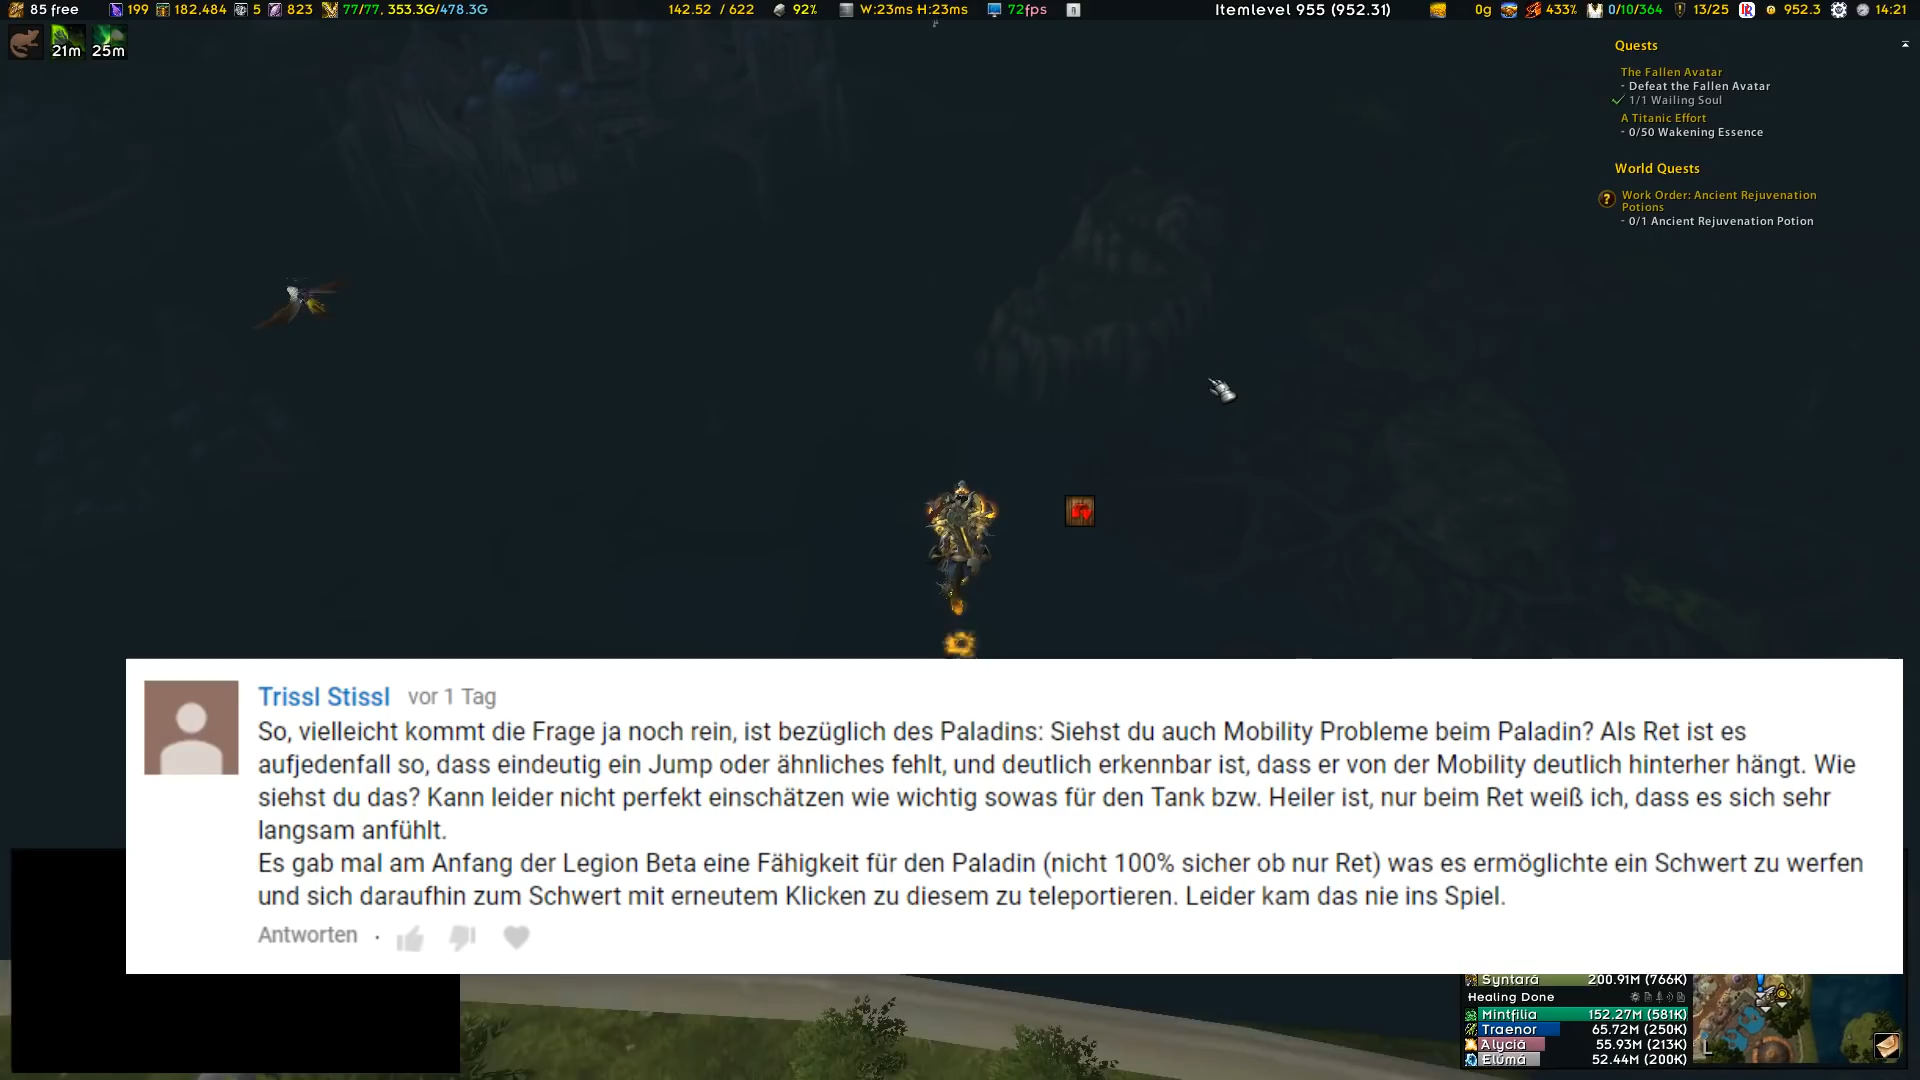 85 free 199 182,484 5 823 77/77, 353.3G/478.3G 142.52 / 622 92% W:23ms H:23ms 72fps Itemlevel 955 (952.31) 0g 433% 0/10/364 13/25 952.3 14:21
21m 25m
Quests
The Fallen Avatar
- Defeat the Fallen Avatar
1/1 Wailing Soul
A Titanic Effort
- 0/50 Wakening Essence
World Quests
Work Order: Ancient Rejuvenation
Potions
- 0/1 Ancient Rejuvenation Potion
Trissl Stissl vor 1 Tag
So, vielleicht kommt die Frage ja noch rein, ist bezüglich des Paladins: Siehst du auch Mobility Probleme beim Paladin? Als Ret ist es
aufjedenfall so, dass eindeutig ein Jump oder ähnliches fehlt, und deutlich erkennbar ist, dass er von der Mobility deutlich hinterher hängt. Wie
siehst du das? Kann leider nicht perfekt einschätzen wie wichtig sowas für den Tank bzw. Heiler ist, nur beim Ret weiß ich, dass es sich sehr
langsam anfühlt.
Es gab mal am Anfang der Legion Beta eine Fähigkeit für den Paladin (nicht 100% sicher ob nur Ret) was es ermöglichte ein Schwert zu werfen
und sich daraufhin zum Schwert mit erneutem Klicken zu diesem zu teleportieren. Leider kam das nie ins Spiel.
Antworten ·
Syntarâ 200.91M (766K)
Healing Done
Mintfilia 152.27M (581K)
Traenor 65.72M (250K)
Alyciâ 55.93M (213K)
Elúmâ 52.44M (200K)